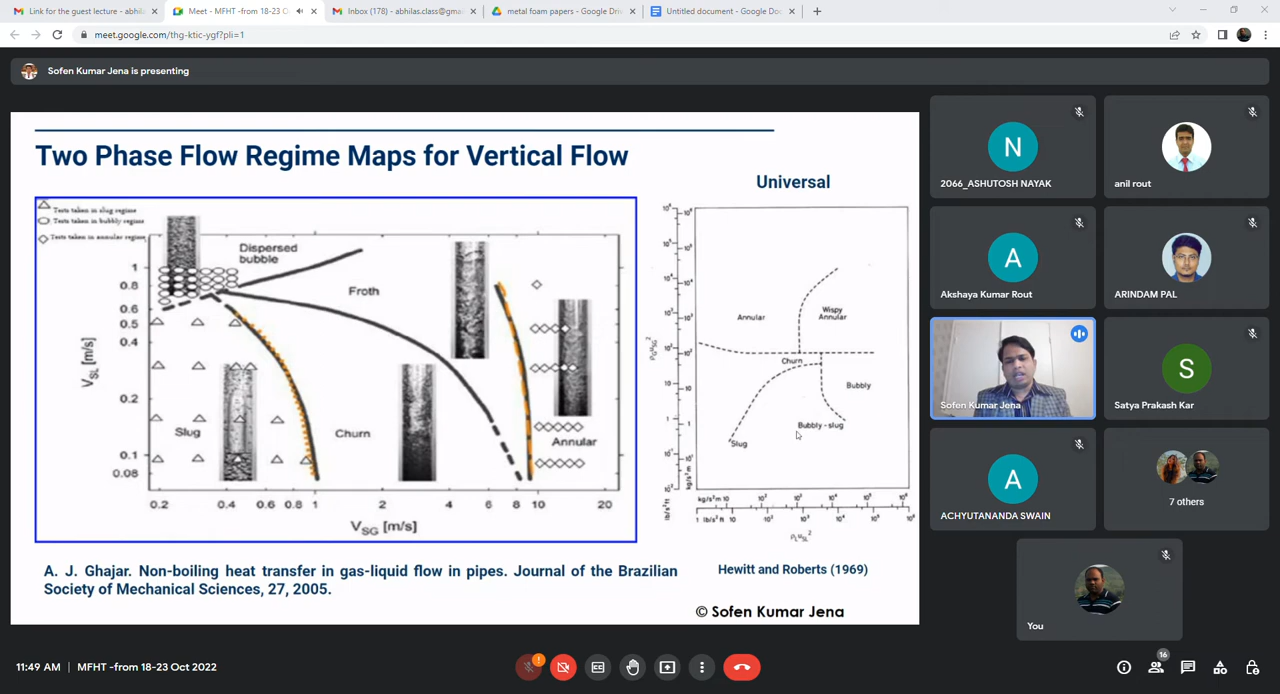 Link for the guest lecture - abhila
Meet - MFHT -from 18-23 O
Inbox (178) - abhilas.class@gma
metal foam papers - Google Dri
Untitled document - Google Do
meet.google.com/thg-ktic-ygf?pli=1
Sofen Kumar Jena is presenting
Two Phase Flow Regime Maps for Vertical Flow
Universal
Tests taken in slug regime
Tests taken in bubbly regime
Tests taken in annular regime
Dispersed
bubble
Froth
Slug
Churn
Annular
1
0.8
0.6
0.5
0.4
0.2
0.1
0.08
VSL [m/s]
0.2
0.4
0.6
0.8
1
2
4
8
10
20
VSG [m/s]
Annular
Wispy
Annular
Churn
Bubbly
Bubbly-slug
Slug
A. J. Ghajar. Non-boiling heat transfer in gas-liquid flow in pipes. Journal of the Brazilian
Society of Mechanical Sciences, 27, 2005.
Hewitt and Roberts (1969)
© Sofen Kumar Jena
N
2066_ASHUTOSH NAYAK
anil rout
A
Akshaya Kumar Rout
ARINDAM PAL
Sofen Kumar Jena
S
Satya Prakash Kar
A
ACHYUTANANDA SWAIN
7 others
You
11:49 AM | MFHT -from 18-23 Oct 2022
16